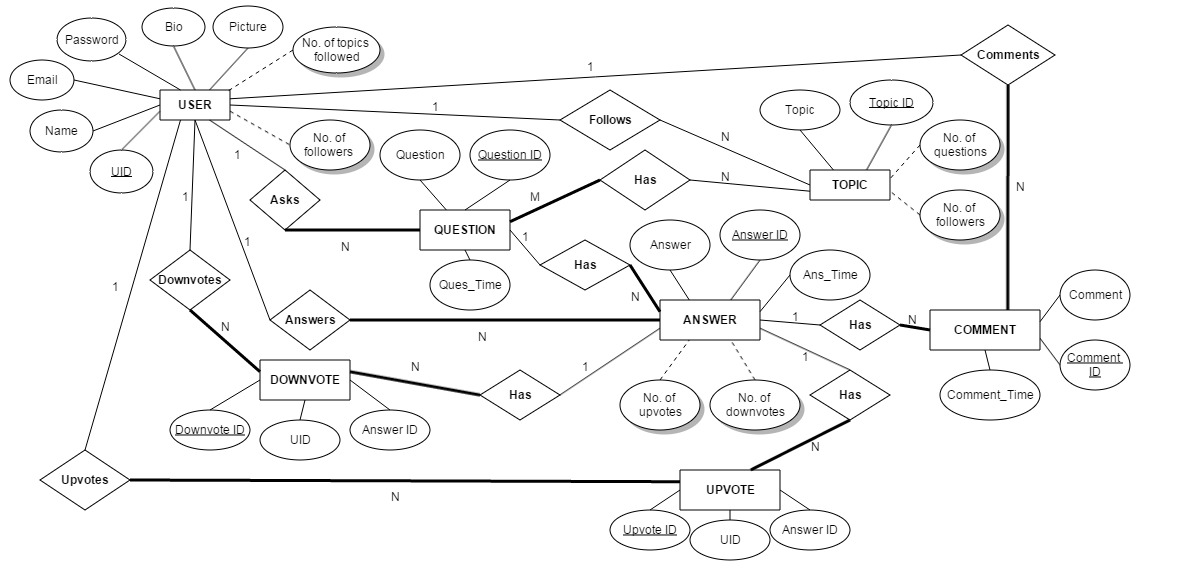 Bio
Picture
Password
No. of topics
followed
Comments
1
Email
USER
1
Follows
Topic
Topic ID
Name
No. of
followers
N
No. of
questions
UID
1
Question
Question ID
Has
N
TOPIC
N
Asks
M
1
No. of
followers
N
QUESTION
1
Answer
Answer ID
1
Has
Downvotes
Ques_Time
Ans_Time
1
N
Comment
N
Answers
N
ANSWER
1
Has
N
COMMENT
N
1
Comment
ID
DOWNVOTE
Has
1
No. of
upvotes
No. of
downvotes
Has
Comment_Time
Downvote ID
UID
Answer ID
N
Upvotes
N
UPVOTE
Upvote ID
UID
Answer ID